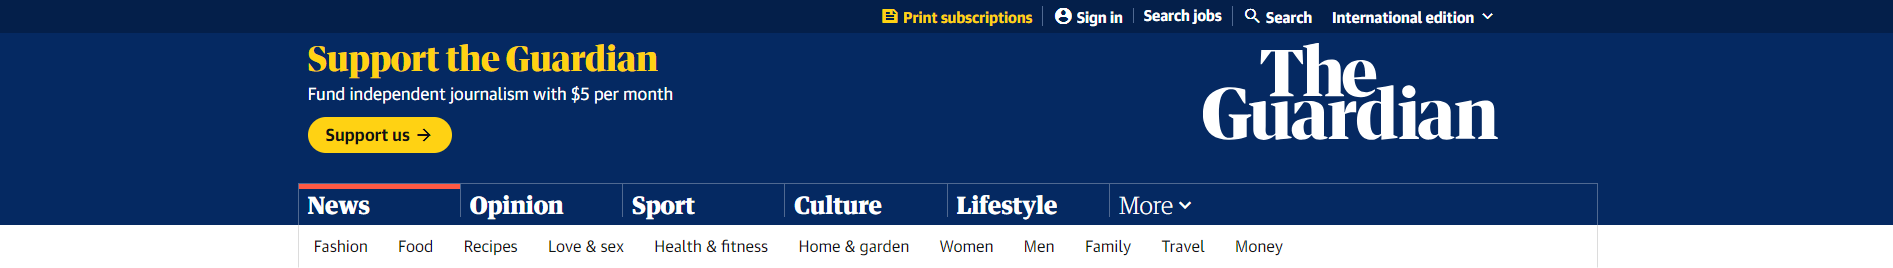 Print subscriptions Sign in Search jobs Search International edition
Support the Guardian
Fund independent journalism with $5 per month
Support us
The
Guardian
News Opinion Sport Culture Lifestyle More
Fashion Food Recipes Love & sex Health & fitness Home & garden Women Men Family Travel Money